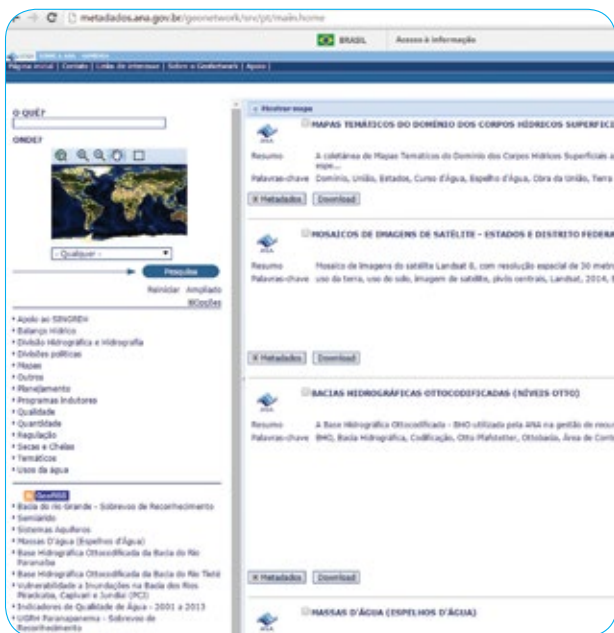 metadados.ana.gov.br/geonetwork/srv/pt/main.home
BRASIL Acesso à informação
Página inicial | Contato | Links de interesse | Sobre o GeoNetwork | Apoio |
O QUÊ?
ONDE?
- Qualquer -
Pesquisa
Reiniciar Ampliado
Opções
Apoio ao SINGREH
Balanço Hídrico
Divisão Hidrográfica e Hidrografia
Divisões políticas
Mapas
Outros
Planejamento
Programas Indutores
Qualidade
Quantidade
Regulação
Secas e Cheias
Temáticos
Usos da água
GeoRSS
Bacia do rio Grande - Sobrevoo de Reconhecimento
Semiárido
Sistemas Aquíferos
Massas D'água (Espelhos d'Água)
Base Hidrográfica Ottocodificada da Bacia do Rio
Paranaíba
Base Hidrográfica Ottocodificada da Bacia do Rio Tietê
Vulnerabilidade a Inundações na Bacia dos Rios
Piracicaba, Capivari e Jundiaí (PCJ)
Indicadores de Qualidade de Água - 2001 a 2013
UGRH Paranapanema - Sobrevoo de
Reconhecimento
Mostrar mapa
MAPAS TEMÁTICOS DO DOMÍNIO DOS CORPOS HÍDRICOS SUPERFICI
Resumo A coletânea de Mapas Temáticos do Domínio dos Corpos Hídricos Superficiais a
espe...
Palavras-chave Domínio, União, Estados, Curso d'Água, Espelho d'Água, Obra da União, Terra
Metadados Download
MOSAICOS DE IMAGENS DE SATÉLITE - ESTADOS E DISTRITO FEDERA
Resumo Mosaico de imagens do satélite Landsat 8, com resolução espacial de 30 metro
Palavras-chave uso da terra, uso do solo, imagem de satélite, pivôs centrais, Landsat, 2014,
Metadados Download
BACIAS HIDROGRÁFICAS OTTOCODIFICADAS (NÍVEIS OTTO)
Resumo A Base Hidrográfica Ottocodificada - BHO utilizada pela ANA na gestão de recur
Palavras-chave BHO, Bacia Hidrográfica, Codificação, Otto Pfafstetter, Ottobacia, Área de Cont
Metadados Download
MASSAS D'ÁGUA (ESPELHOS D'ÁGUA)